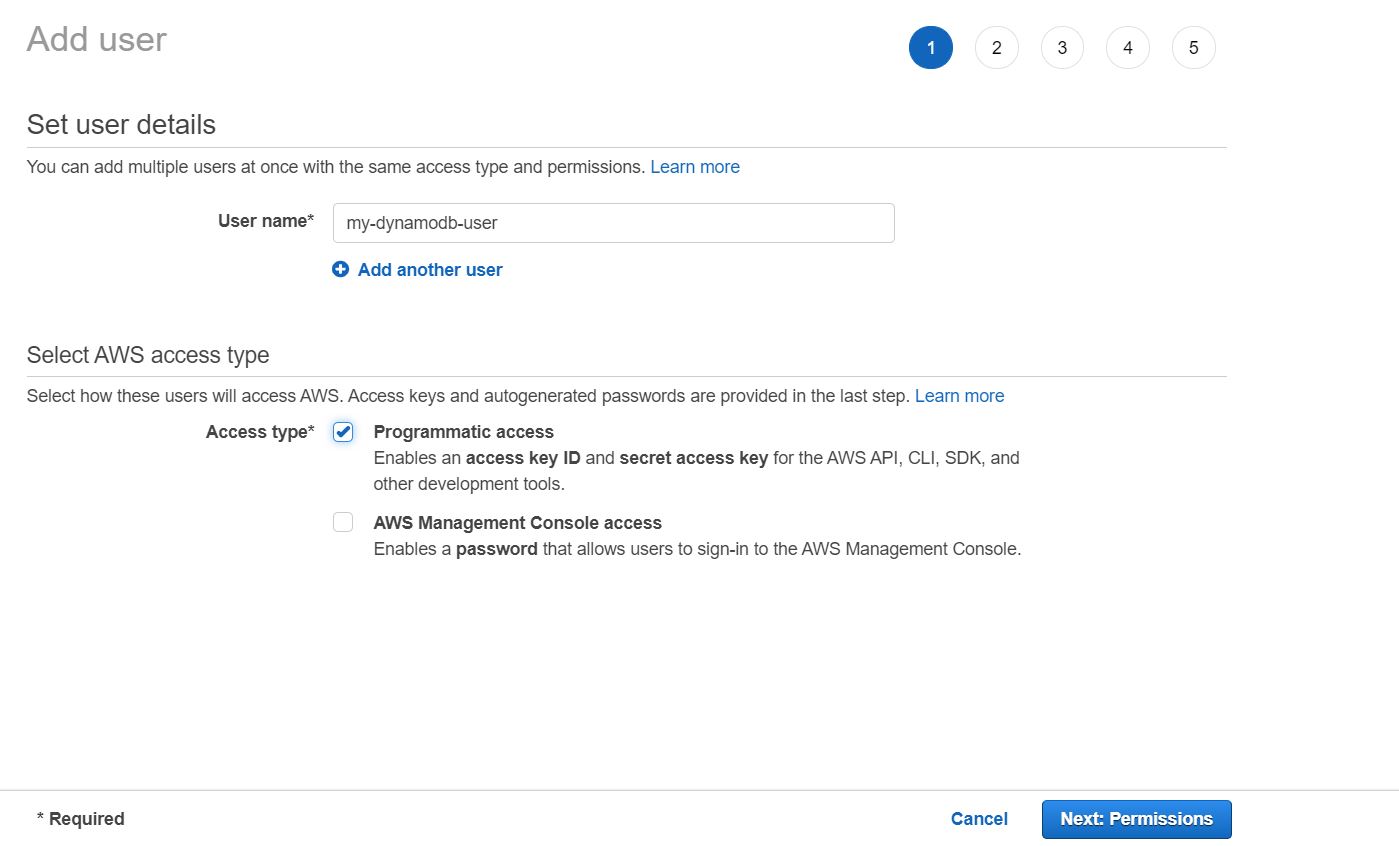 Add user
1 2 3 4 5
Set user details
You can add multiple users at once with the same access type and permissions. Learn more
User name*
my-dynamodb-user
Add another user
Select AWS access type
Select how these users will access AWS. Access keys and autogenerated passwords are provided in the last step. Learn more
Access type*
Programmatic access
Enables an access key ID and secret access key for the AWS API, CLI, SDK, and
other development tools.
AWS Management Console access
Enables a password that allows users to sign-in to the AWS Management Console.
* Required
Cancel
Next: Permissions